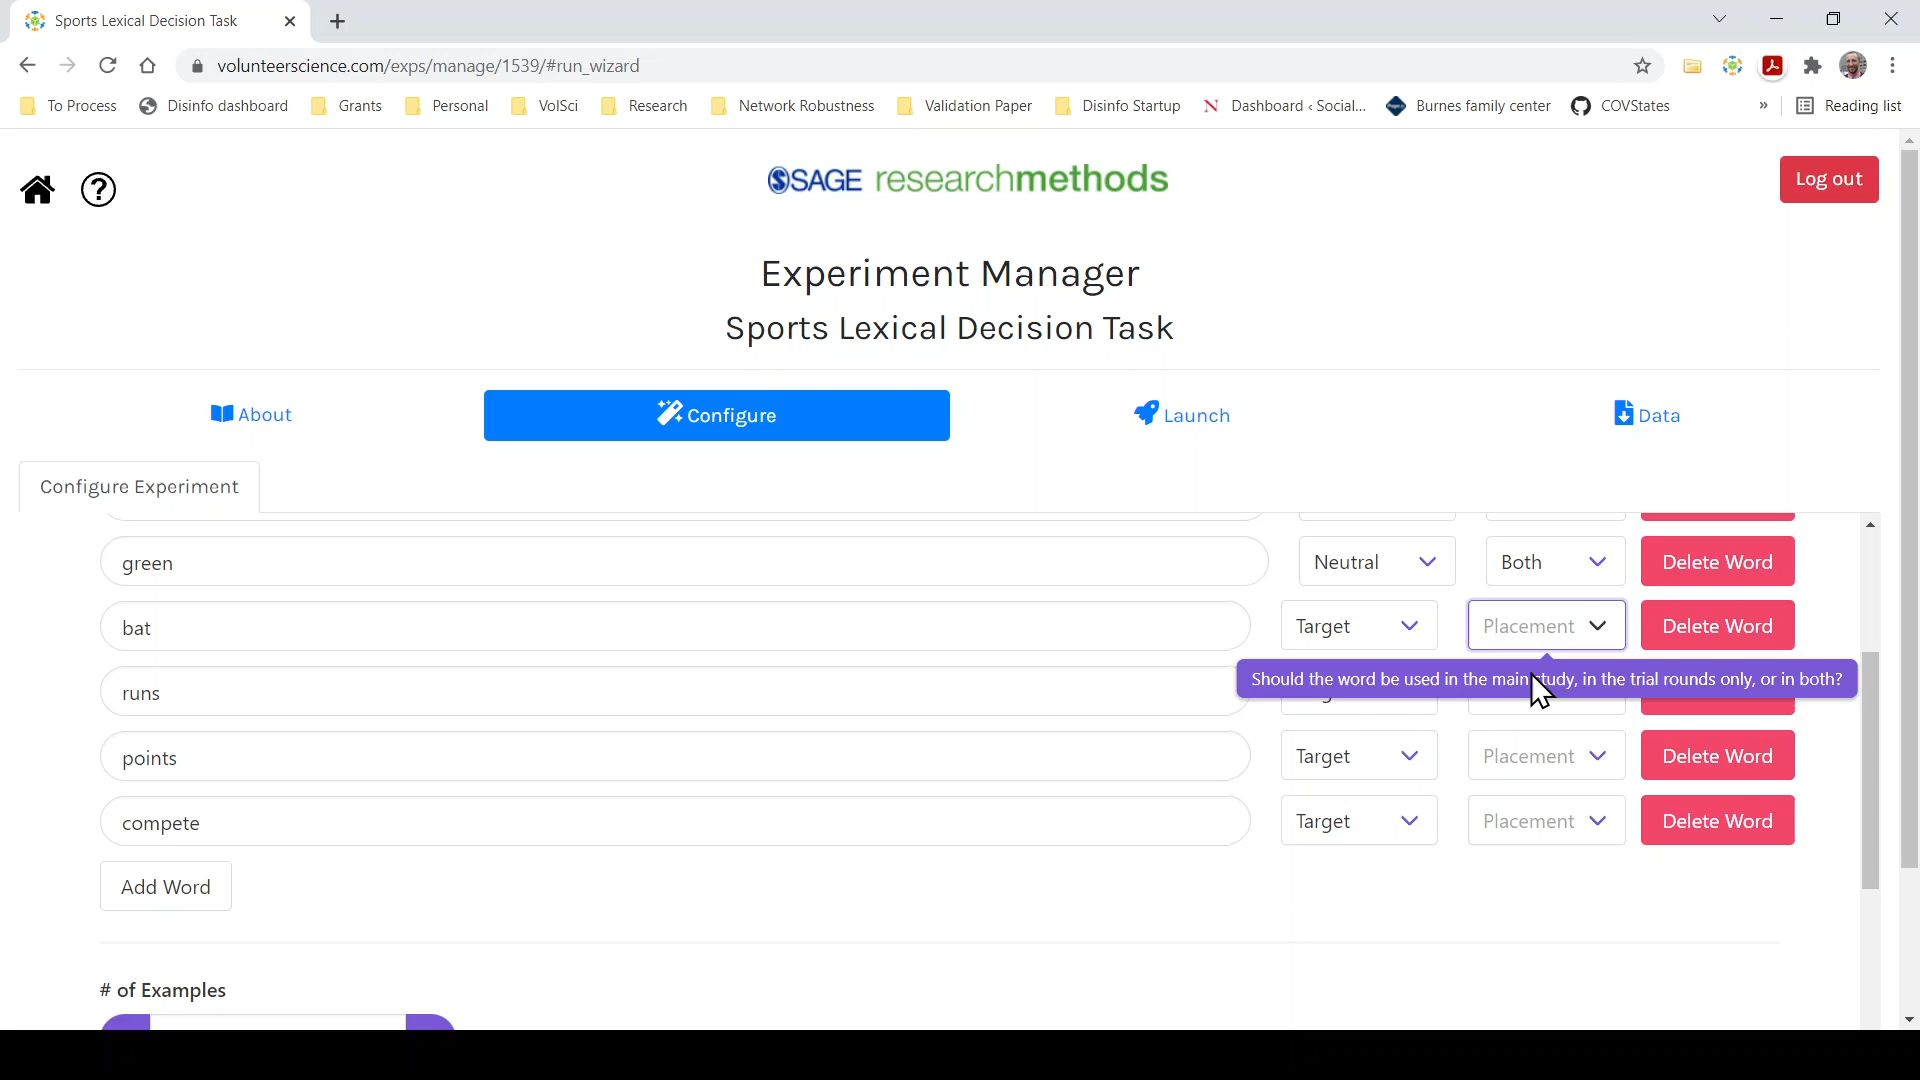 Sports Lexical Decision Task
volunteerscience.com/exps/manage/1539/#run_wizard
To Process
Disinfo dashboard
Grants
Personal
VolSci
Research
Network Robustness
Validation Paper
Disinfo Startup
Dashboard ‹ Social...
Burnes family center
COVStates
»
Reading list
SAGE researchmethods
Log out
Experiment Manager
Sports Lexical Decision Task
About
Configure
Launch
Data
Configure Experiment
green
Neutral
Both
Delete Word
bat
Target
Placement
Delete Word
Should the word be used in the main study, in the trial rounds only, or in both?
runs
points
Target
Placement
Delete Word
compete
Target
Placement
Delete Word
Add Word
# of Examples